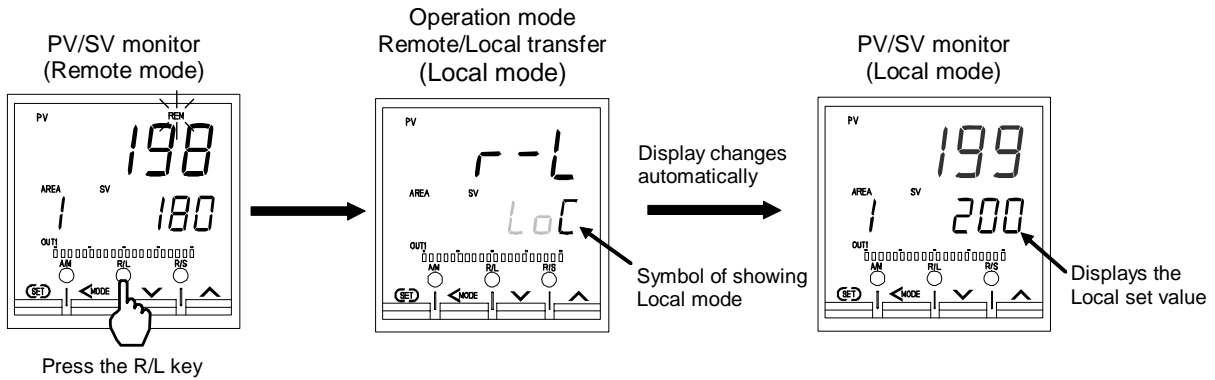 PV/SV monitor
(Remote mode)
PV
REM
198
AREA SV
1 180
OUT1
A/M R/L R/S
SET <MODE
Press the R/L key
Operation mode
Remote/Local transfer
(Local mode)
PV
r--L
AREA SV
LoC
OUT1
A/M R/L R/S
SET <MODE
Display changes
automatically
Symbol of showing
Local mode
PV/SV monitor
(Local mode)
PV
199
AREA SV
1 200
OUT1
A/M R/L R/S
SET <MODE
Displays the
Local set value